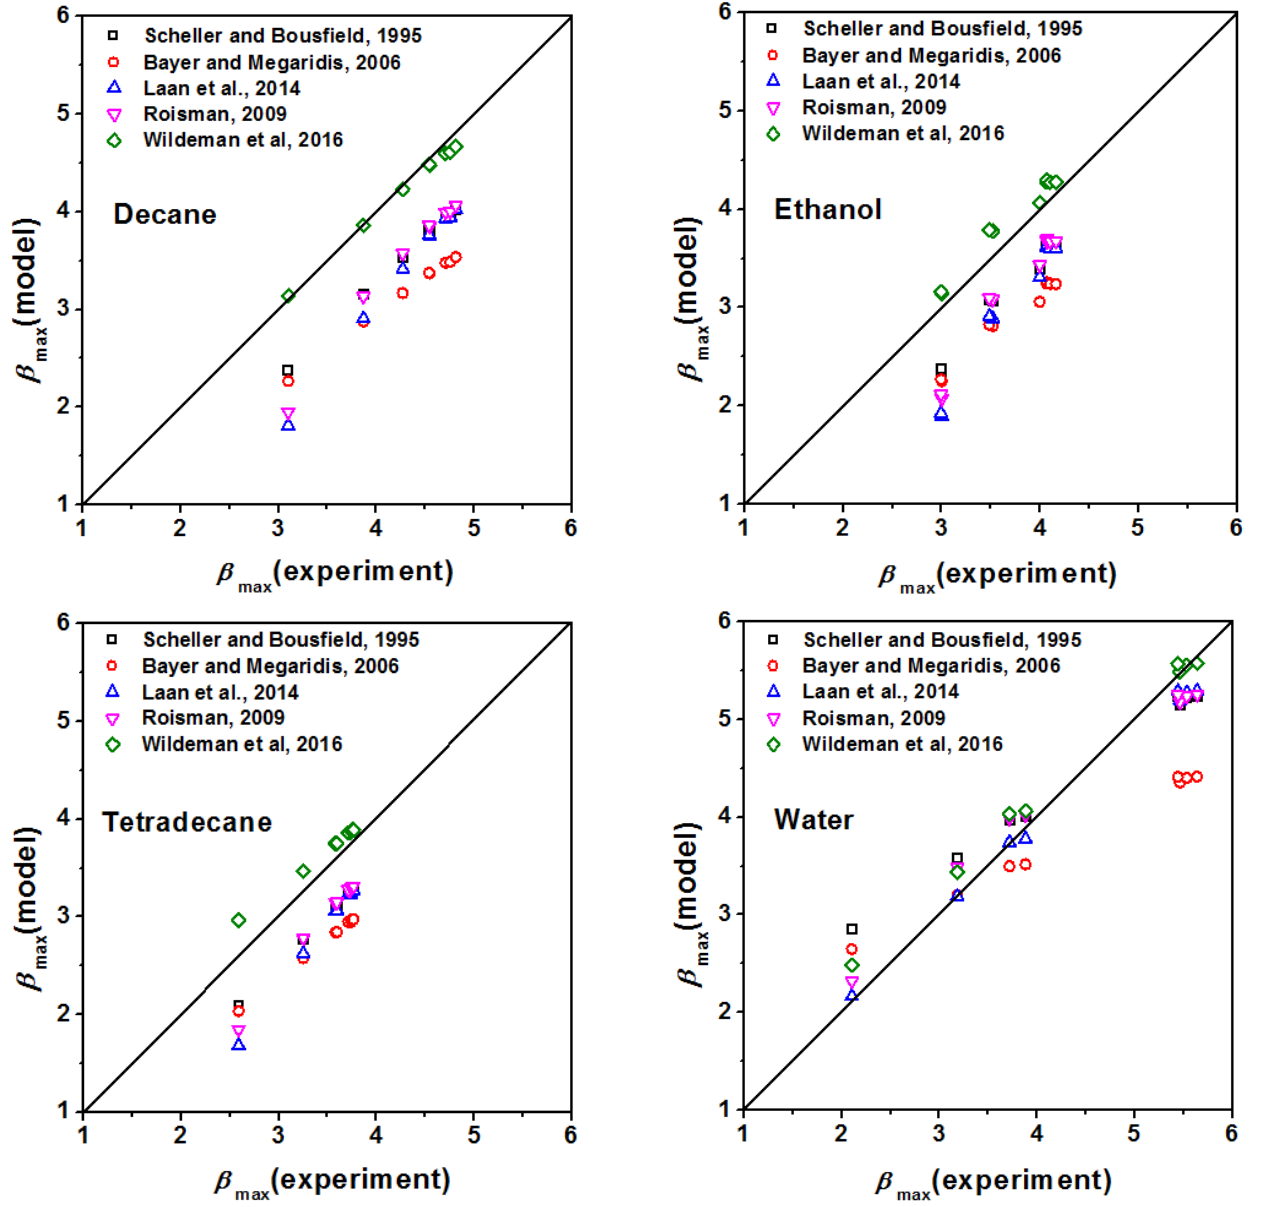 6
5
4
3
2
1
β max (model)
Scheller and Bousfield, 1995
Bayer and Megaridis, 2006
Laan et al., 2014
Roisman, 2009
Wildeman et al, 2016
Decane
1 2 3 4 5 6
β max (experiment)
6
5
4
3
2
1
β max (model)
Scheller and Bousfield, 1995
Bayer and Megaridis, 2006
Laan et al., 2014
Roisman, 2009
Wildeman et al, 2016
Ethanol
1 2 3 4 5 6
β max (experiment)
6
5
4
3
2
1
β max (model)
Scheller and Bousfield, 1995
Bayer and Megaridis, 2006
Laan et al., 2014
Roisman, 2009
Wildeman et al, 2016
Tetradecane
1 2 3 4 5 6
β max (experiment)
6
5
4
3
2
1
β max (model)
Scheller and Bousfield, 1995
Bayer and Megaridis, 2006
Laan et al., 2014
Roisman, 2009
Wildeman et al, 2016
Water
1 2 3 4 5 6
β max (experiment)